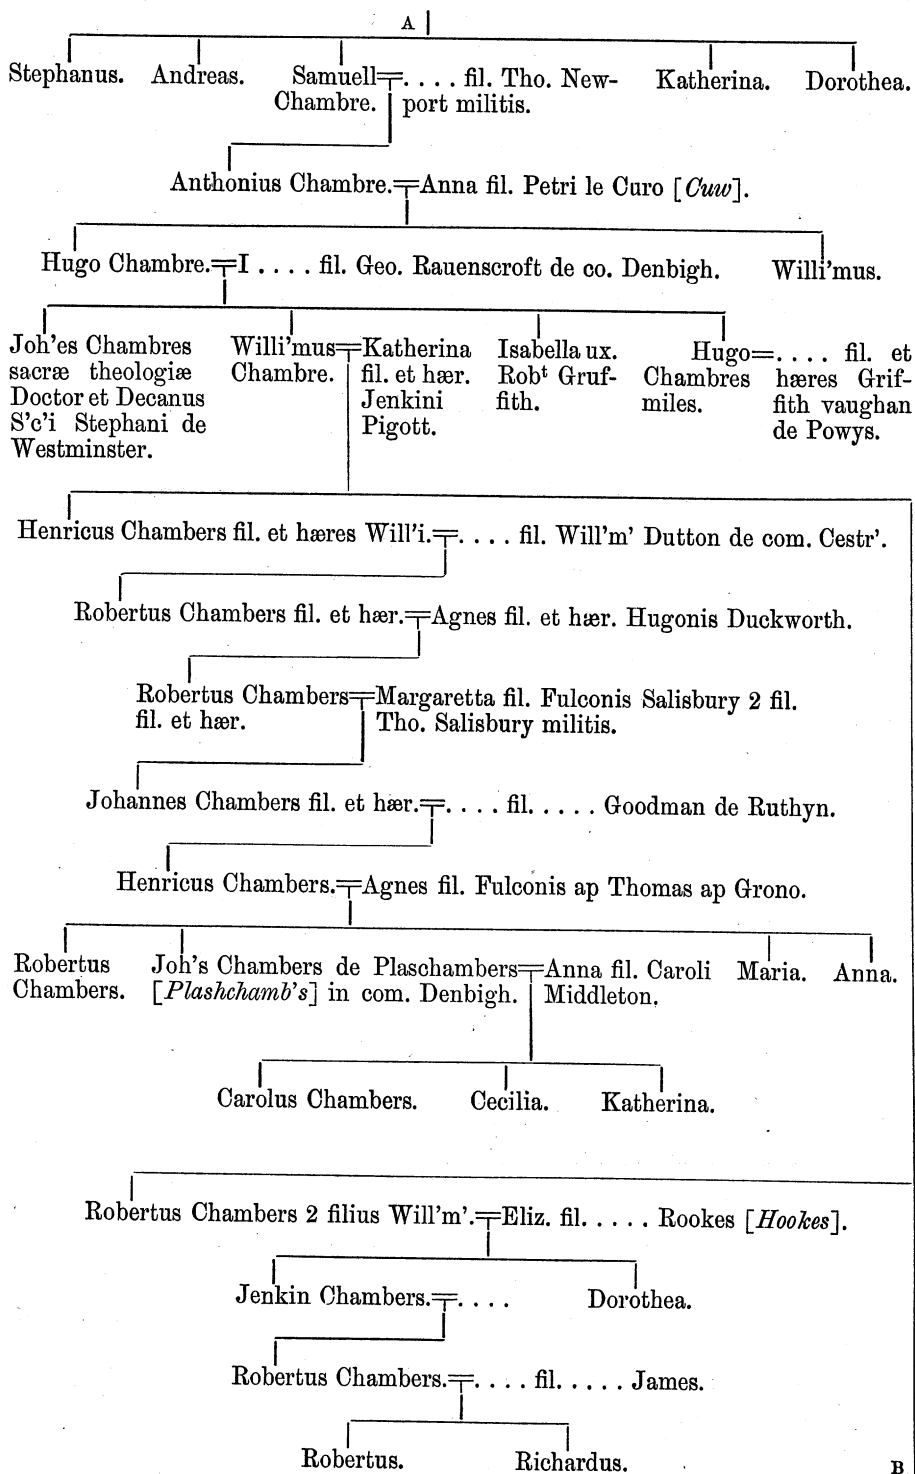 A
Stephanus. Andreas. Samuell Chambre. = . . . . fil. Tho. Newport militis. Katherina. Dorothea.
Anthonius Chambre.=Anna fil. Petri le Curo [Cuw].
Hugo Chambre.=I . . . . fil. Geo. Rauenscroft de co. Denbigh. Willi'mus.
Joh'es Chambres
sacræ theologiæ
Doctor et Decanus
S'c'i Stephani de
Westminster.
Willi'mus=Katherina
Chambre. fil. et hær.
Jenkini
Pigott.
Isabella ux.
Robt Gruf-
fith.
Hugo=. . . . fil. et
Chambres hæres Grif-
miles. fith vaughan
de Powys.
Henricus Chambers fil. et hæres Will'i.=. . . . fil. Will'm' Dutton de com. Cestr'.
Robertus Chambers fil. et hær.=Agnes fil. et hær. Hugonis Duckworth.
Robertus Chambers=Margaretta fil. Fulconis Salisbury 2 fil.
fil. et hær. Tho. Salisbury militis.
Johannes Chambers fil. et hær.=. . . . fil. . . . . Goodman de Ruthyn.
Henricus Chambers.=Agnes fil. Fulconis ap Thomas ap Grono.
Robertus
Chambers.
Joh's Chambers de Plaschambers=Anna fil. Caroli
[Plashchamb's] in com. Denbigh. Middleton.
Maria. Anna.
Carolus Chambers. Cecilia. Katherina.
Robertus Chambers 2 filius Will'm'.=Eliz. fil. . . . . Rookes [Hookes].
Jenkin Chambers.=. . . . Dorothea.
Robertus Chambers.=. . . . fil. . . . . James.
Robertus. Richardus.
B